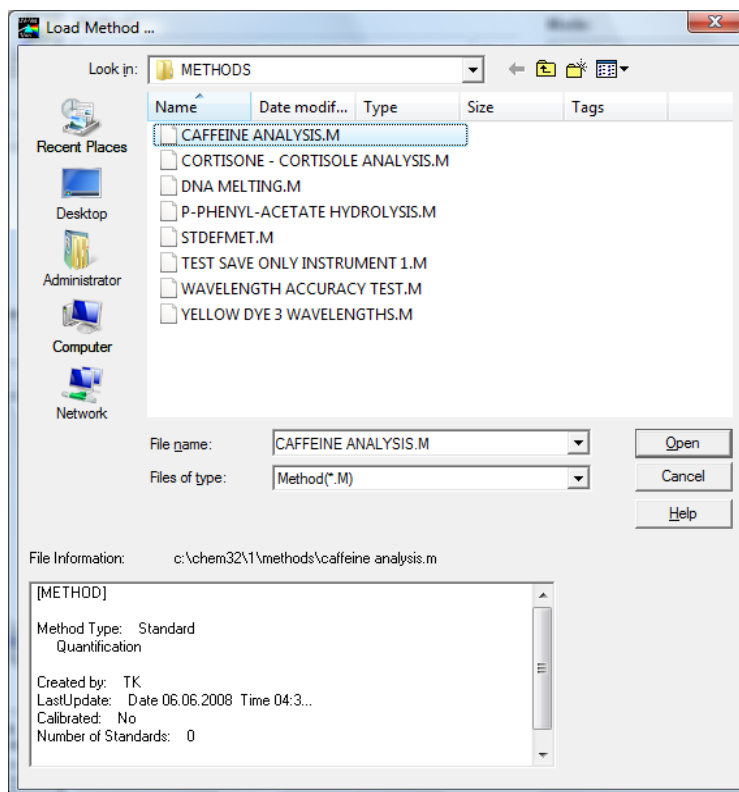 Load Method ...
Look in: METHODS
Name Date modif... Type Size Tags
Recent Places
Desktop
Administrator
Computer
Network
CAFFEINE ANALYSIS.M
CORTISONE - CORTISOLE ANALYSIS.M
DNA MELTING.M
P-PHENYL-ACETATE HYDROLYSIS.M
STDEFMET.M
TEST SAVE ONLY INSTRUMENT 1.M
WAVELENGTH ACCURACY TEST.M
YELLOW DYE 3 WAVELENGTHS.M
File name: CAFFEINE ANALYSIS.M Open
Files of type: Method(*.M) Cancel
Help
File Information: c:\chem32\1\methods\caffeine analysis.m
[METHOD]
Method Type: Standard
Quantification
Created by: TK
LastUpdate: Date 06.06.2008 Time 04:3...
Calibrated: No
Number of Standards: 0